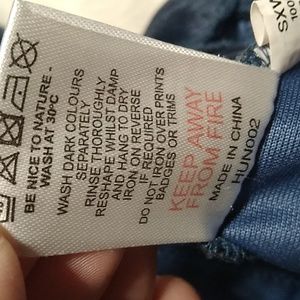 BE NICE TO NATURE -
WASH AT 30°C
WASH DARK COLOURS
SEPARATELY
RINSE THOROUGHLY
RESHAPE WHILST DAMP
AND HANG TO DRY
IRON ON REVERSE
IF REQUIRED
DO NOT IRON OVER PRINTS
BADGES OR TRIMS
KEEP AWAY
FROM FIRE
MADE IN CHINA
HUN002